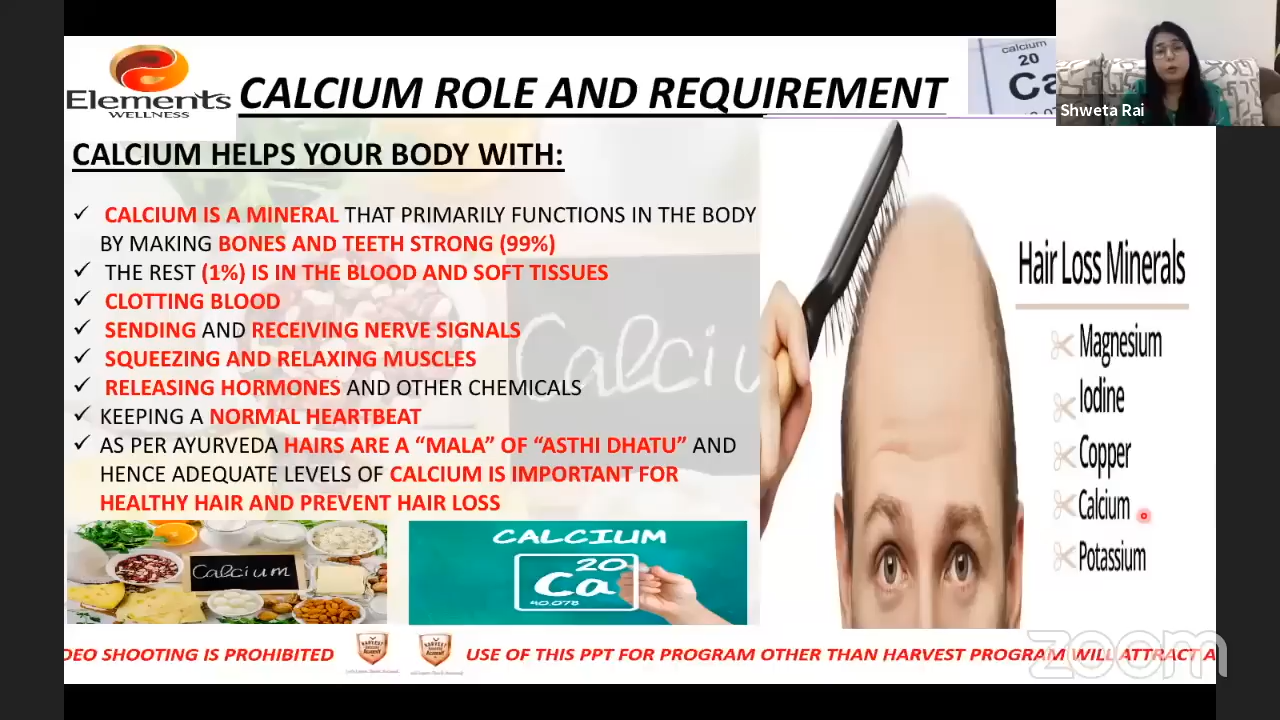 Elements
WELLNESS
CALCIUM ROLE AND REQUIREMENT
calcium
20
Ca
Shweta Rai
CALCIUM HELPS YOUR BODY WITH:
✓ CALCIUM IS A MINERAL THAT PRIMARILY FUNCTIONS IN THE BODY
BY MAKING BONES AND TEETH STRONG (99%)
✓ THE REST (1%) IS IN THE BLOOD AND SOFT TISSUES
✓ CLOTTING BLOOD
✓ SENDING AND RECEIVING NERVE SIGNALS
✓ SQUEEZING AND RELAXING MUSCLES
✓ RELEASING HORMONES AND OTHER CHEMICALS
✓ KEEPING A NORMAL HEARTBEAT
✓ AS PER AYURVEDA HAIRS ARE A “MALA” OF “ASTHI DHATU” AND
HENCE ADEQUATE LEVELS OF CALCIUM IS IMPORTANT FOR
HEALTHY HAIR AND PREVENT HAIR LOSS
Calciu
Hair Loss Minerals
Magnesium
Iodine
Copper
Calcium
Potassium
Calcium
CALCIUM
20
Ca
40.078
DEO SHOOTING IS PROHIBITED
USE OF THIS PPT FOR PROGRAM OTHER THAN HARVEST PROGRAM WILL ATTRACT A
zoom